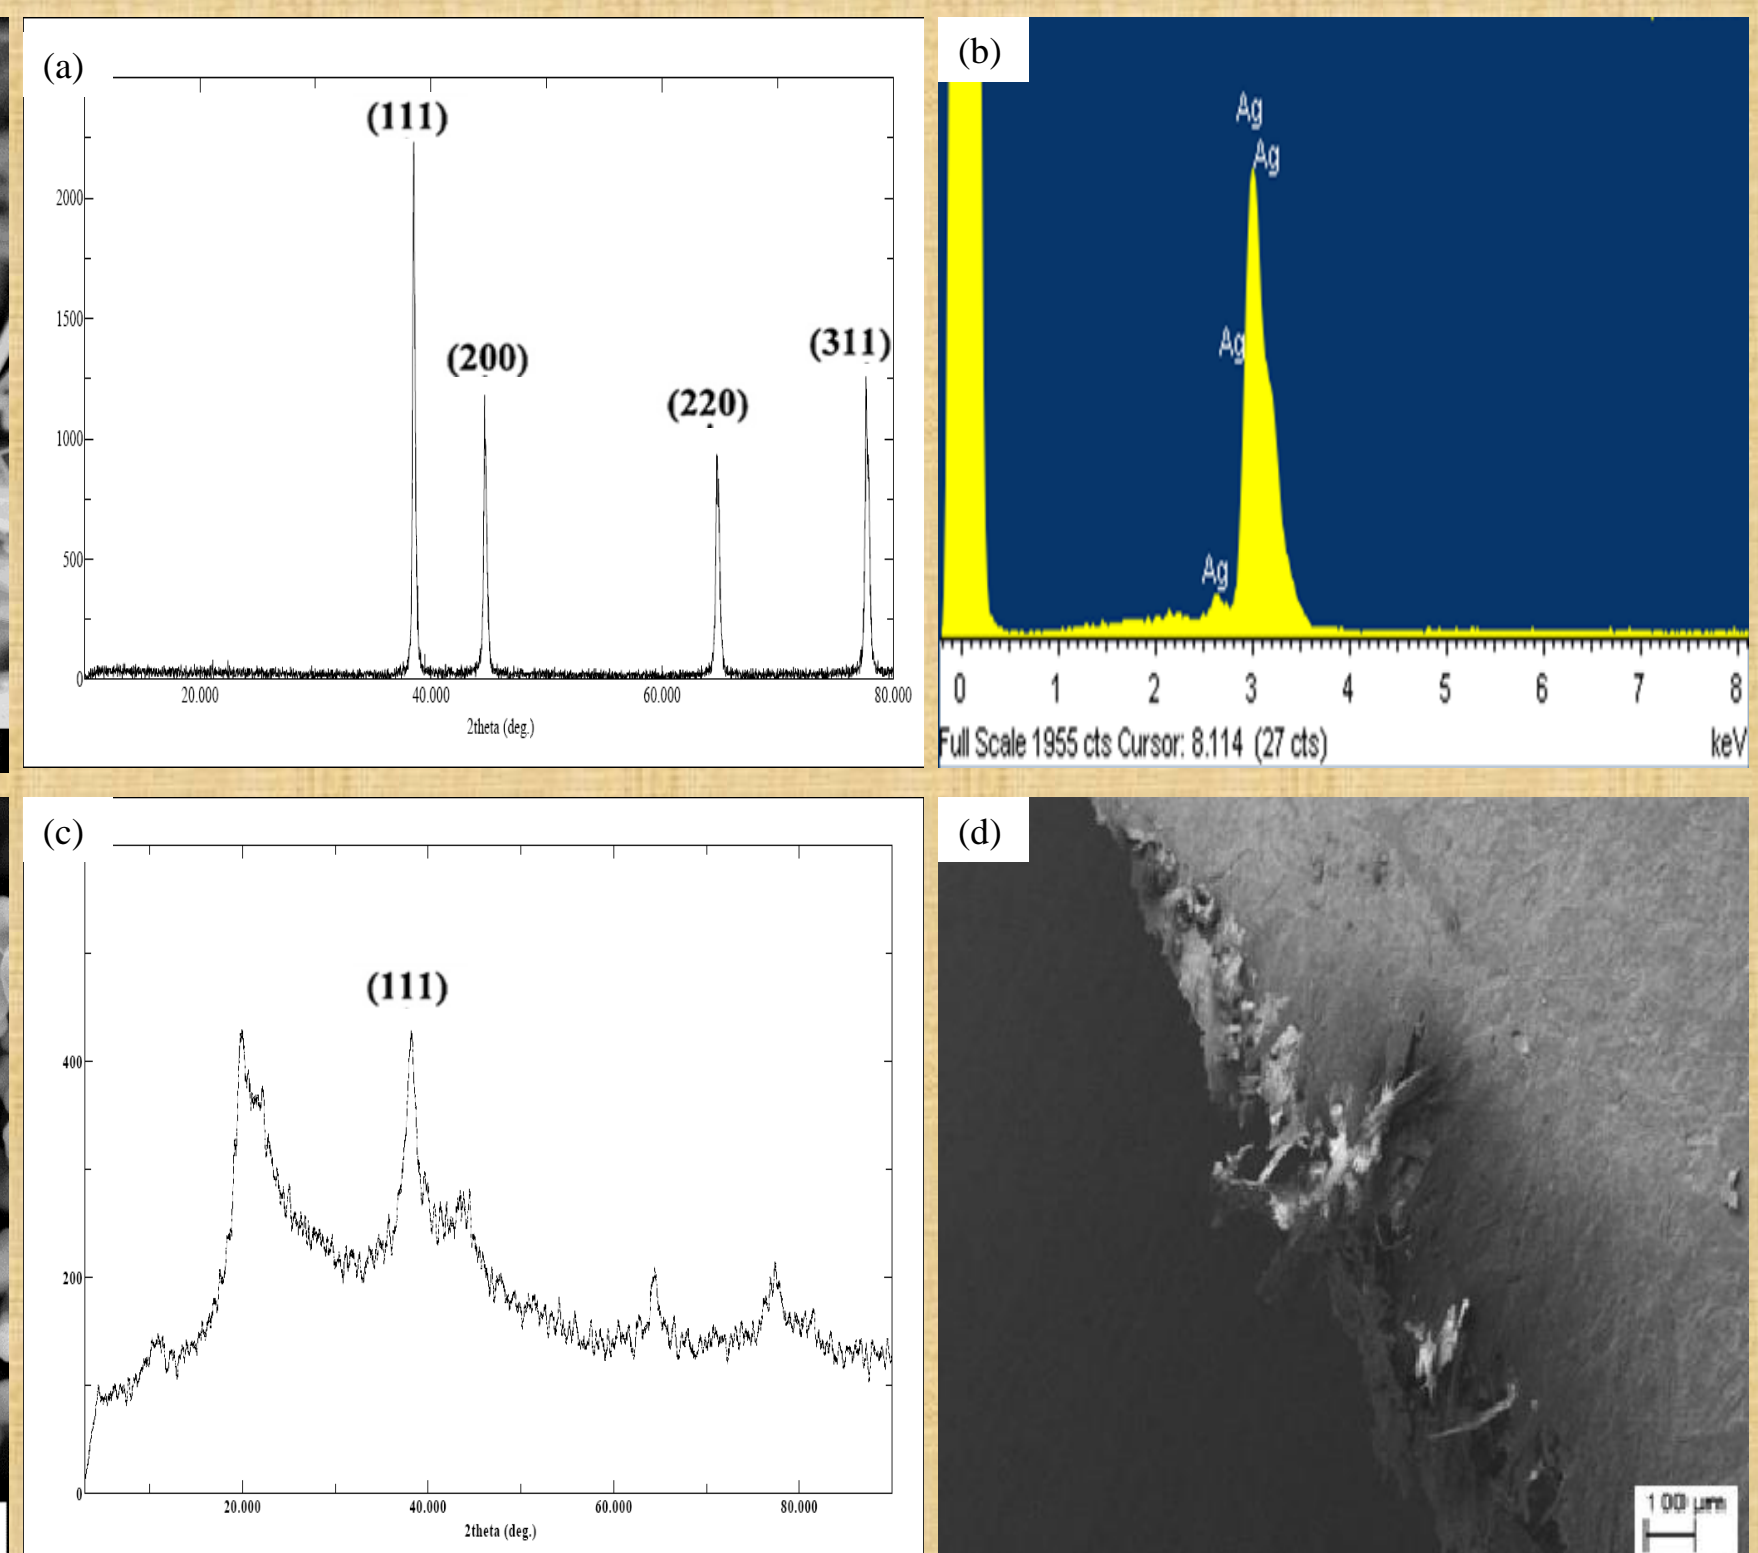 (a)
(111)
(200)
(220)
(311)
2000
1500
1000
500
0
20.000 40.000 60.000 80.000
2theta (deg.)
(b)
Ag
Ag
Ag
Ag
0 1 2 3 4 5 6 7 8
Full Scale 1955 cts Cursor: 8.114 (27 cts) keV
(c)
(111)
400
200
0
20.000 40.000 60.000 80.000
2theta (deg.)
(d)
100 µm